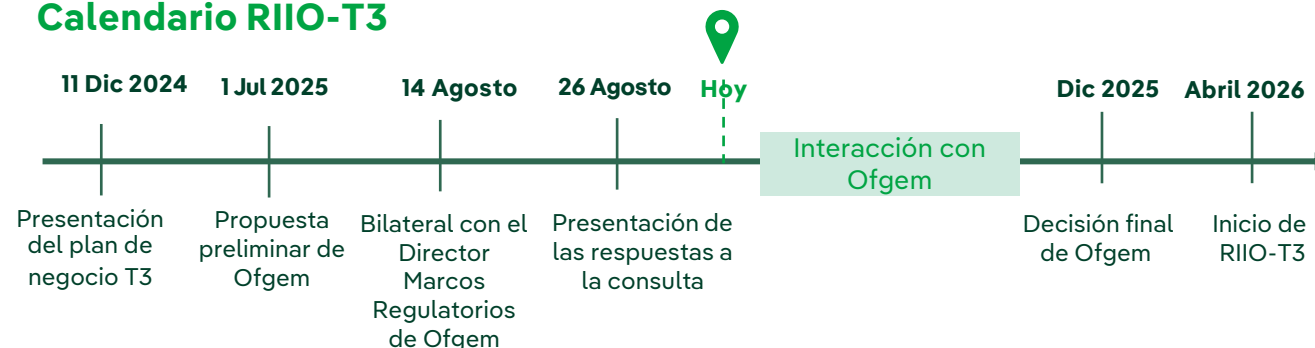 Calendario RIIO-T3
11 Dic 2024
1 Jul 2025
14 Agosto
26 Agosto
Hoy
Dic 2025
Abril 2026
Interacción con
Ofgem
Presentación
del plan de
negocio T3
Propuesta
preliminar de
Ofgem
Bilateral con el
Director
Marcos
Regulatorios
de Ofgem
Presentación de
las respuestas a
la consulta
Decisión final
de Ofgem
Inicio de
RIIO-T3